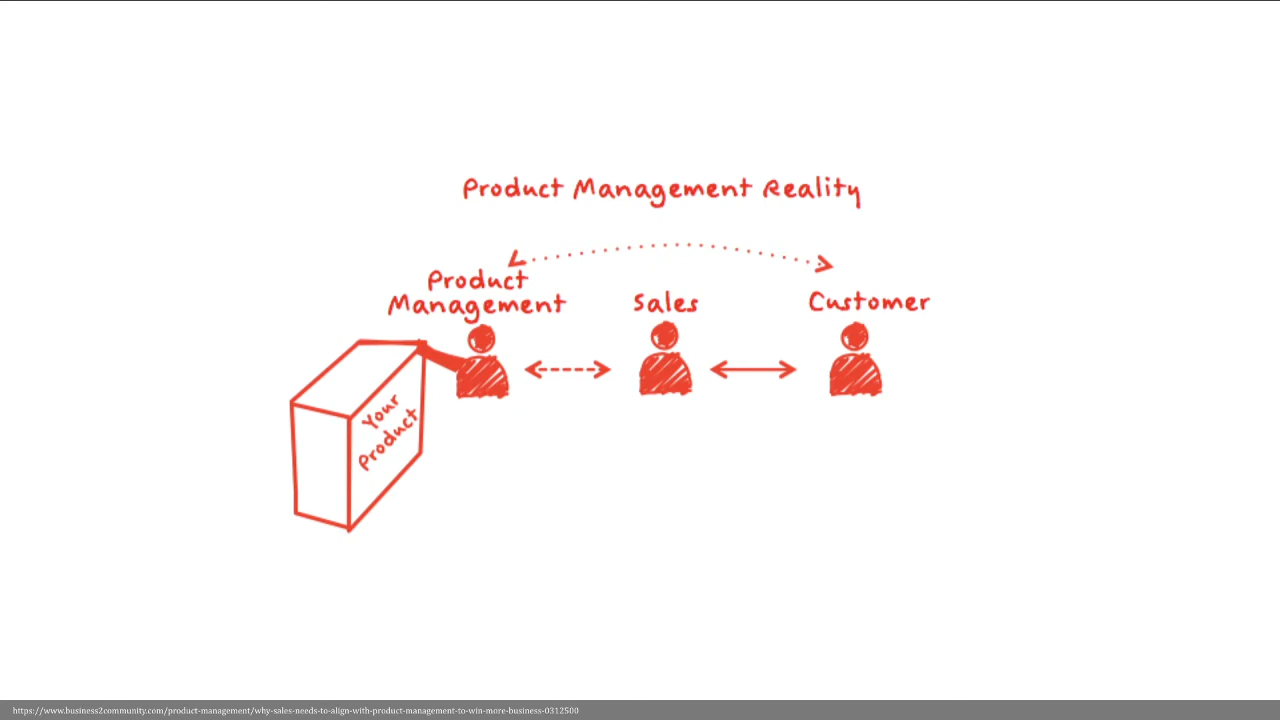 Product Management Reality
Product
Management
Sales
Customer
Your
Product
https://www.business2community.com/product-management/why-sales-needs-to-align-with-product-management-to-win-more-business-0312500